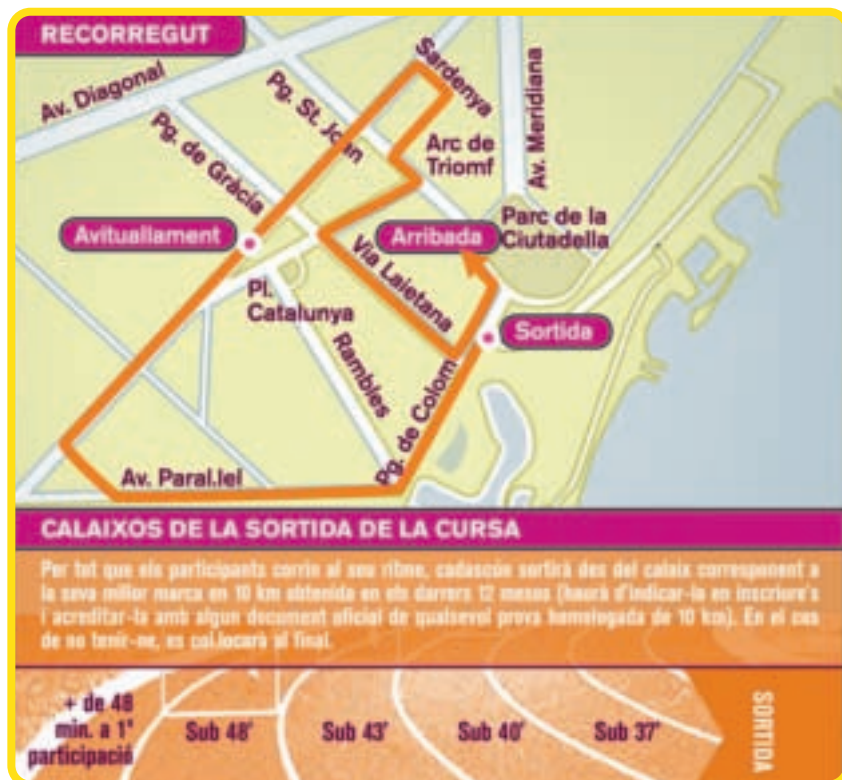 RECORREGUT
Av. Diagonal
Pg. de Gràcia
Pg. St. Joan
Sardenya
Av. Meridiana
Arc de
Triomf
Avituallament
Arribada
Parc de la
Ciutadella
Via Laietana
Pl.
Catalunya
Sortida
Rambles
Pg. de Colom
Av. Paral.lel
CALAIXOS DE LA SORTIDA DE LA CURSA
Per tot que els participants corrin al seu ritme, cadascún sortirà des del calaix corresponent a
la seva millor marca en 10 km obtenida en els darrers 12 mesos (haurà d'indicar-la en inscriure's
i acreditar-la amb algun document oficial de qualsevol prova homologada de 10 km). En el cas
de no tenir-ne, es col.locarà al final.
+ de 48
min. a 1ª
participació
Sub 48'
Sub 43'
Sub 40'
Sub 37'
SORTIDA